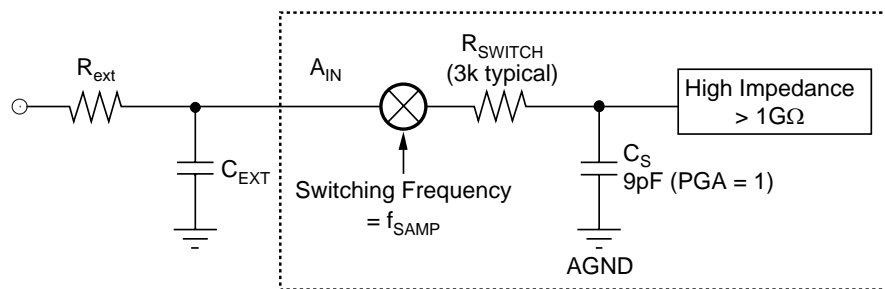 R_ext
A_IN
R_SWITCH
(3k typical)
High Impedance
> 1GΩ
C_EXT
Switching Frequency
= f_SAMP
C_S
9pF (PGA = 1)
AGND